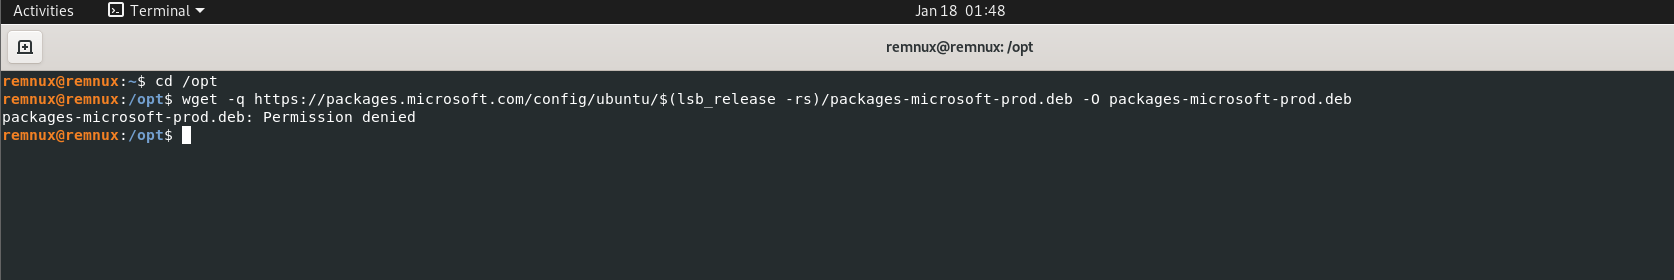 Activities Terminal Jan 18 01:48
remnux@remnux: /opt
remnux@remnux:~$ cd /opt
remnux@remnux:/opt$ wget -q https://packages.microsoft.com/config/ubuntu/$(lsb_release -rs)/packages-microsoft-prod.deb -O packages-microsoft-prod.deb
packages-microsoft-prod.deb: Permission denied
remnux@remnux:/opt$